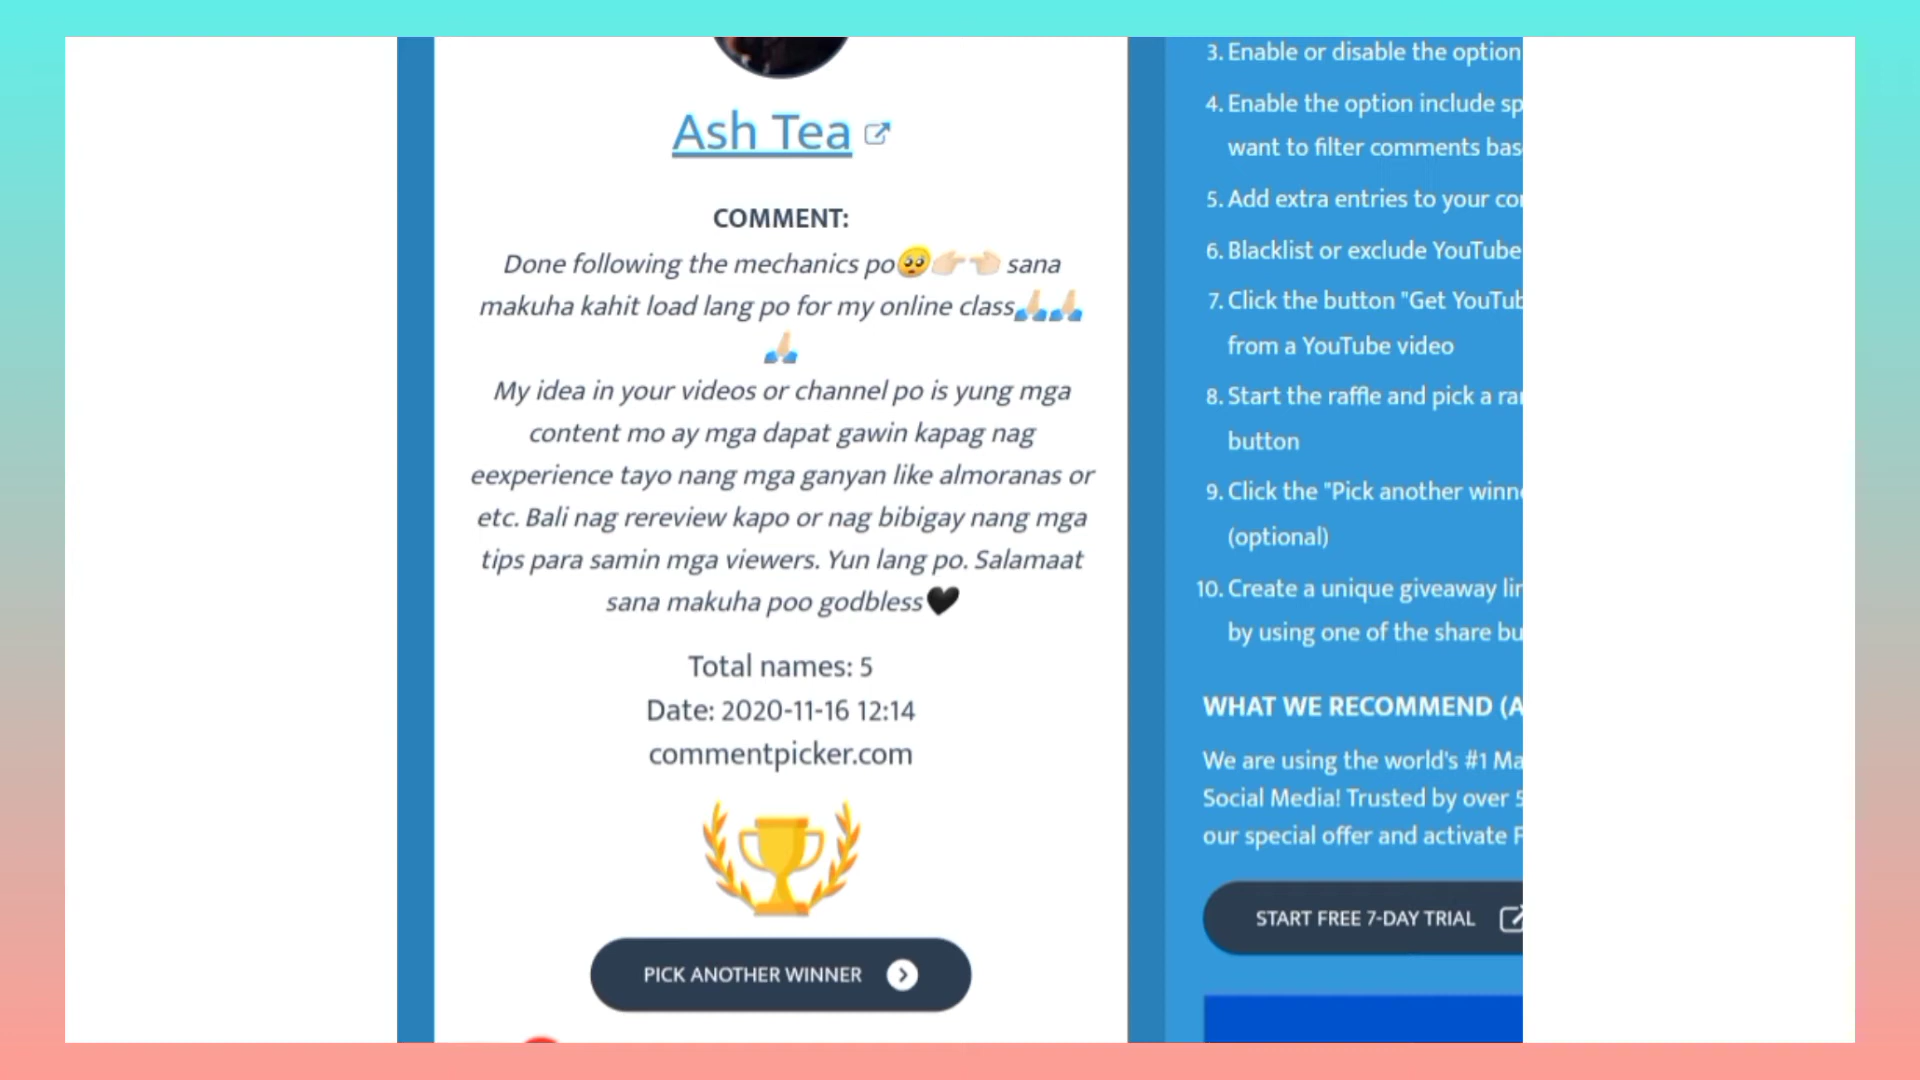 Ash Tea
COMMENT:
Done following the mechanics po🥺👉🏻👈🏻 sana
makuha kahit load lang po for my online class🙏🏻🙏🏻
🙏🏻
My idea in your videos or channel po is yung mga
content mo ay mga dapat gawin kapag nag
eexperience tayo nang mga ganyan like almoranas or
etc. Bali nag rereview kapo or nag bibigay nang mga
tips para samin mga viewers. Yun lang po. Salamaat
sana makuha poo godbless🖤
Total names: 5
Date: 2020-11-16 12:14
commentpicker.com
PICK ANOTHER WINNER
3. Enable or disable the option
4. Enable the option include sp
want to filter comments bas
5. Add extra entries to your co
6. Blacklist or exclude YouTube
7. Click the button "Get YouTub
from a YouTube video
8. Start the raffle and pick a ra
button
9. Click the "Pick another winn
(optional)
10. Create a unique giveaway lin
by using one of the share bu
WHAT WE RECOMMEND (A
We are using the world's #1 Ma
Social Media! Trusted by over 5
our special offer and activate F
START FREE 7-DAY TRIAL